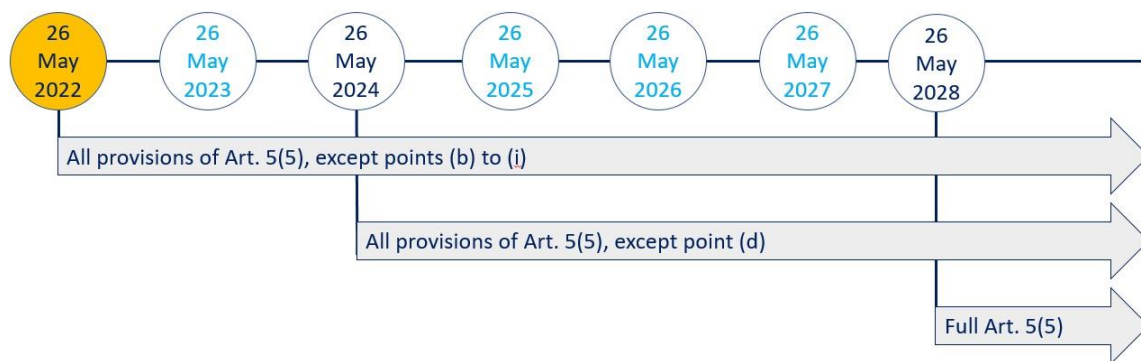 26
May
2022
26
May
2023
26
May
2024
26
May
2025
26
May
2026
26
May
2027
26
May
2028
All provisions of Art. 5(5), except points (b) to (i)
All provisions of Art. 5(5), except point (d)
Full Art. 5(5)